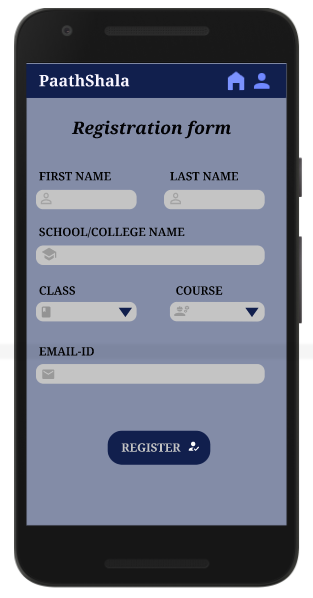 PaathShala
Registration form
FIRST NAME LAST NAME
SCHOOL/COLLEGE NAME
CLASS COURSE
EMAIL-ID
REGISTER